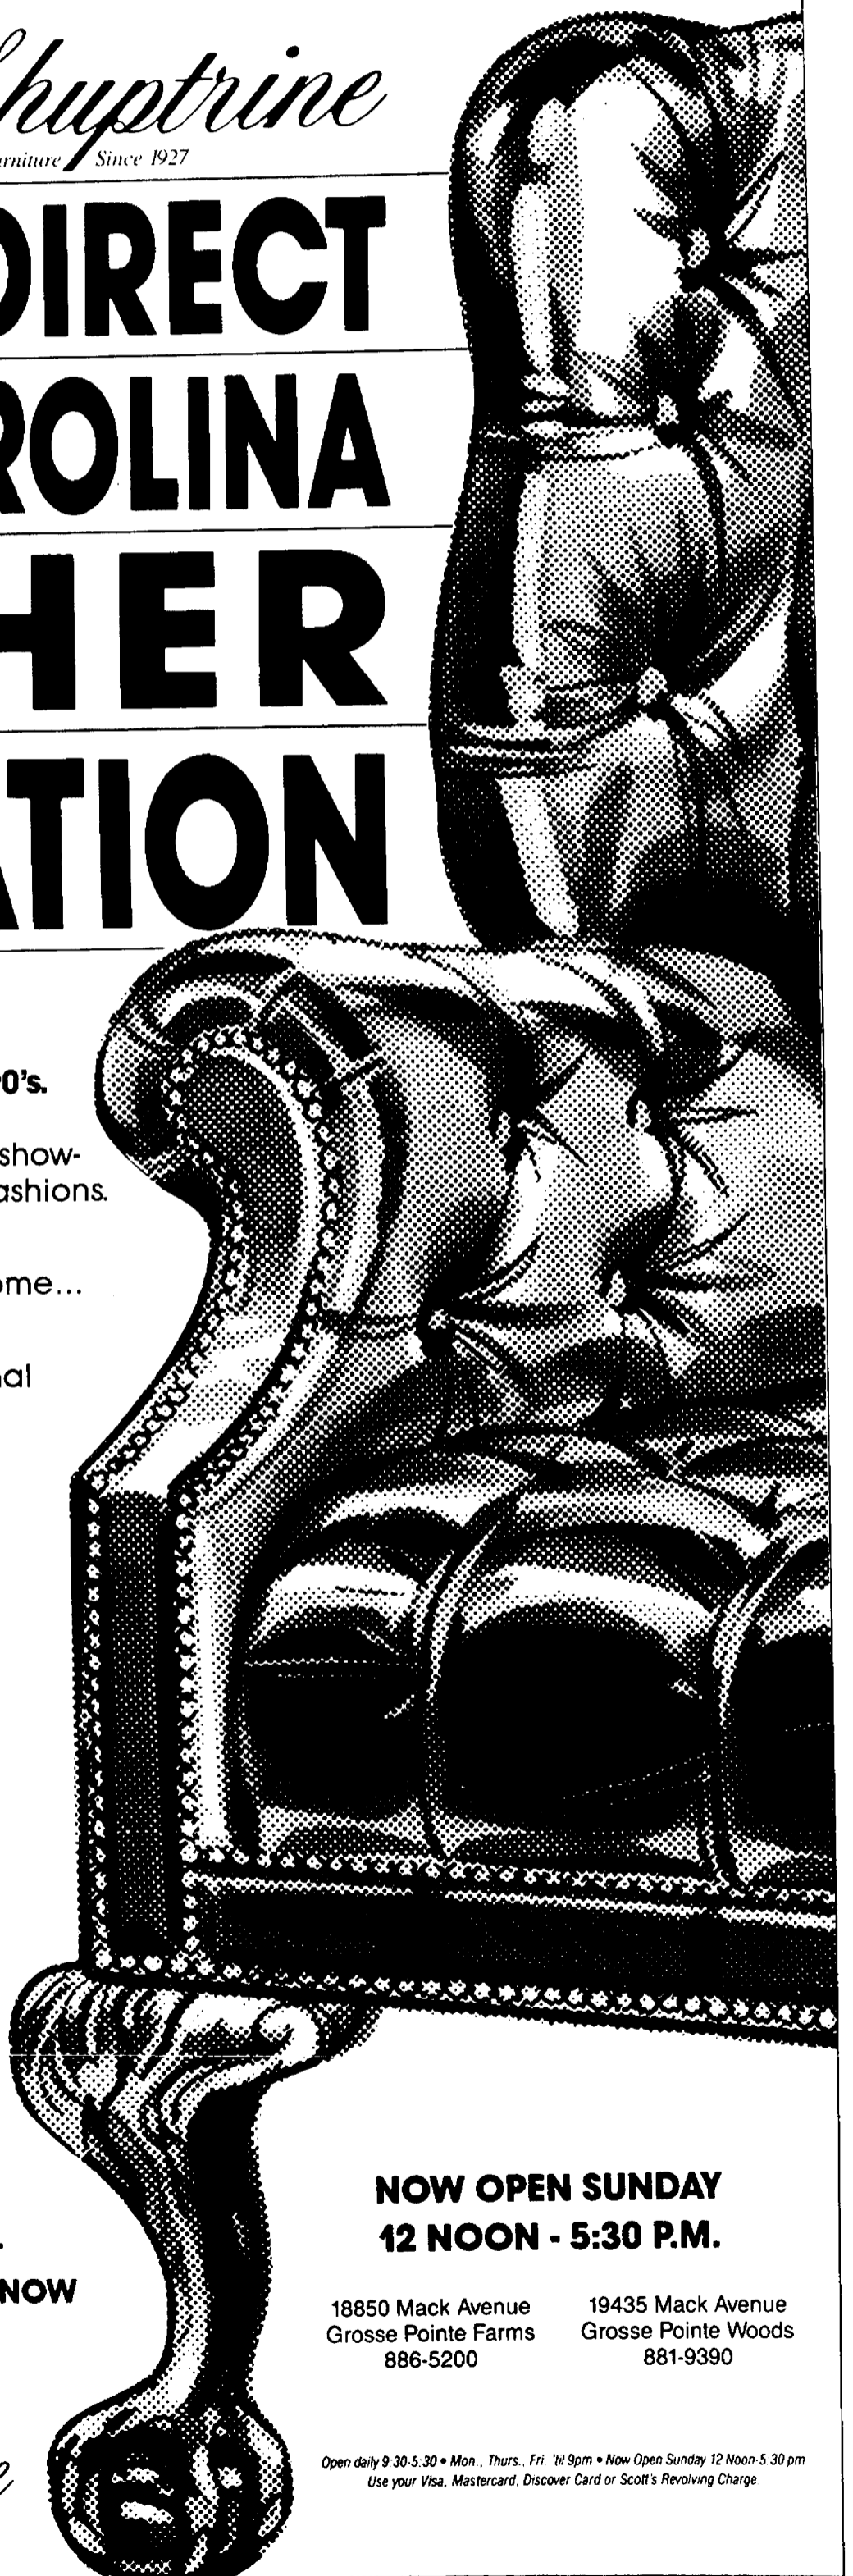 huptrine
urniture Since 1927
DIRECT
ROLINA
HER
ATION
0's.
show-
ashions.
ome...
al
NOW
NOW OPEN SUNDAY
12 NOON - 5:30 P.M.
18850 Mack Avenue
Grosse Pointe Farms
886-5200
19435 Mack Avenue
Grosse Pointe Woods
881-9390
Open daily 9:30-5:30 • Mon., Thurs., Fri. 'til 9pm • Now Open Sunday 12 Noon-5:30 pm
Use your Visa, Mastercard, Discover Card or Scott's Revolving Charge